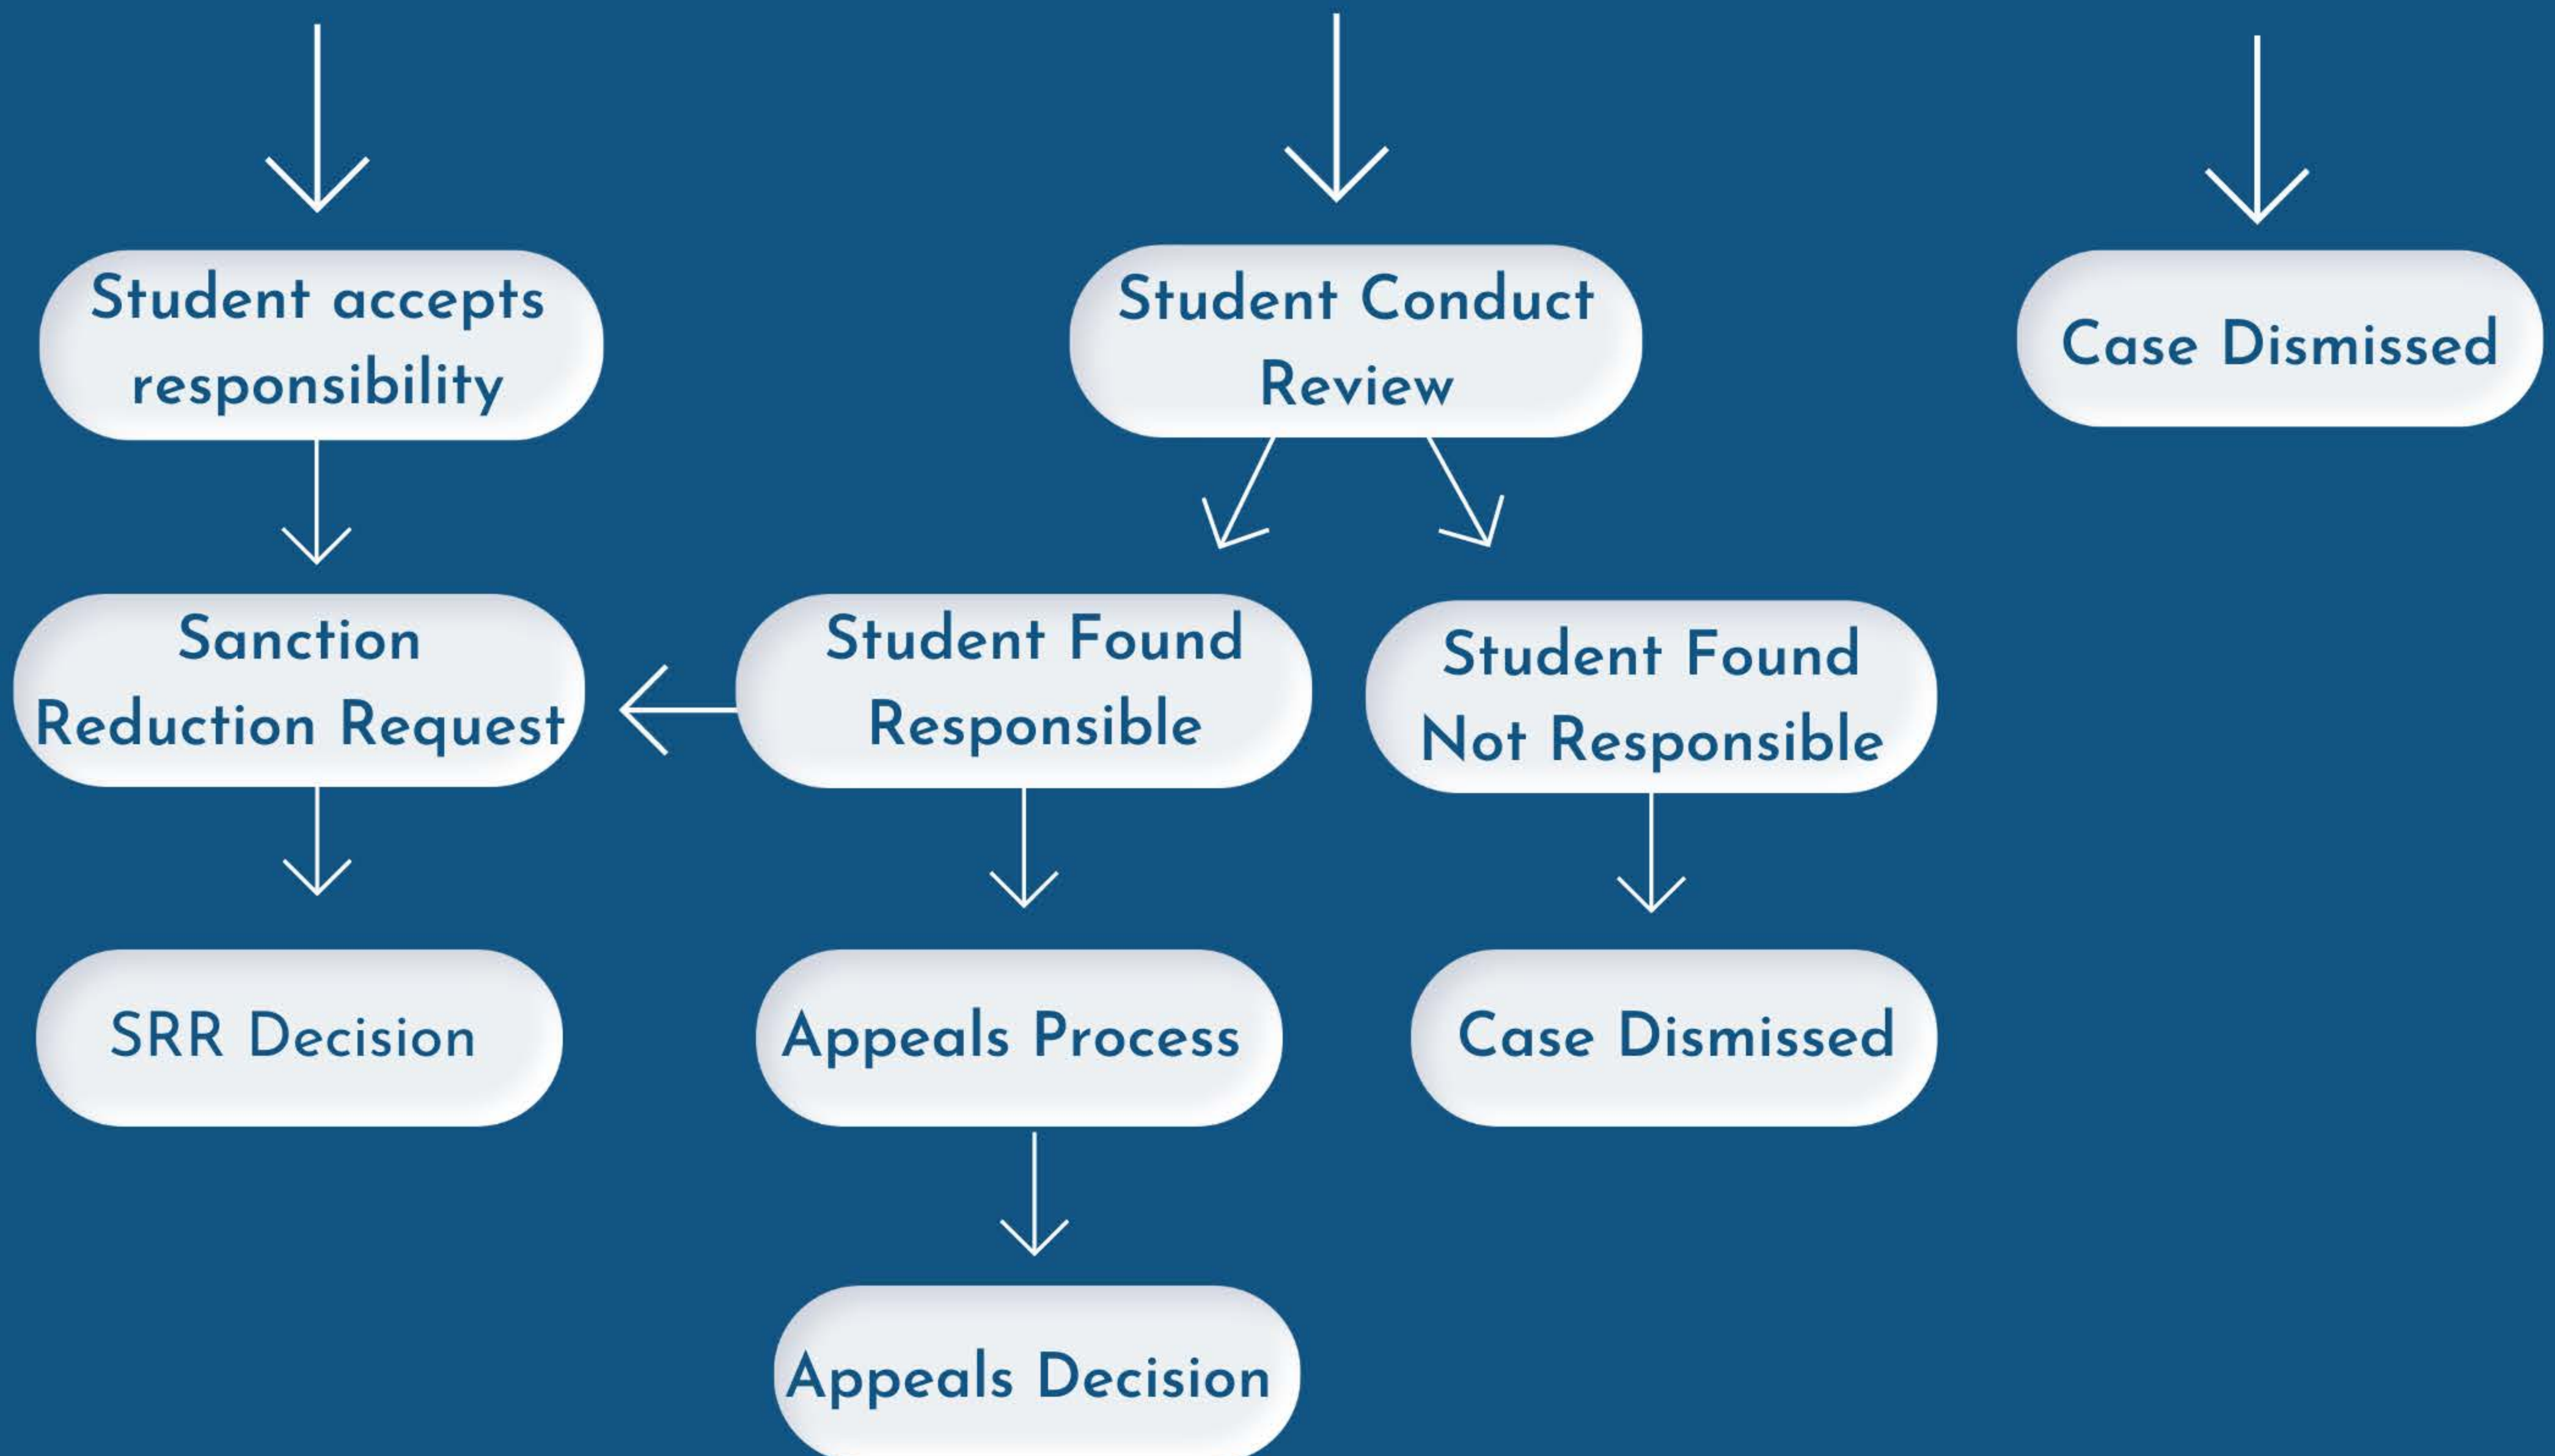 Student accepts
responsibility
Student Conduct
Review
Case Dismissed
Sanction
Reduction Request
Student Found
Responsible
Student Found
Not Responsible
SRR Decision
Appeals Process
Case Dismissed
Appeals Decision